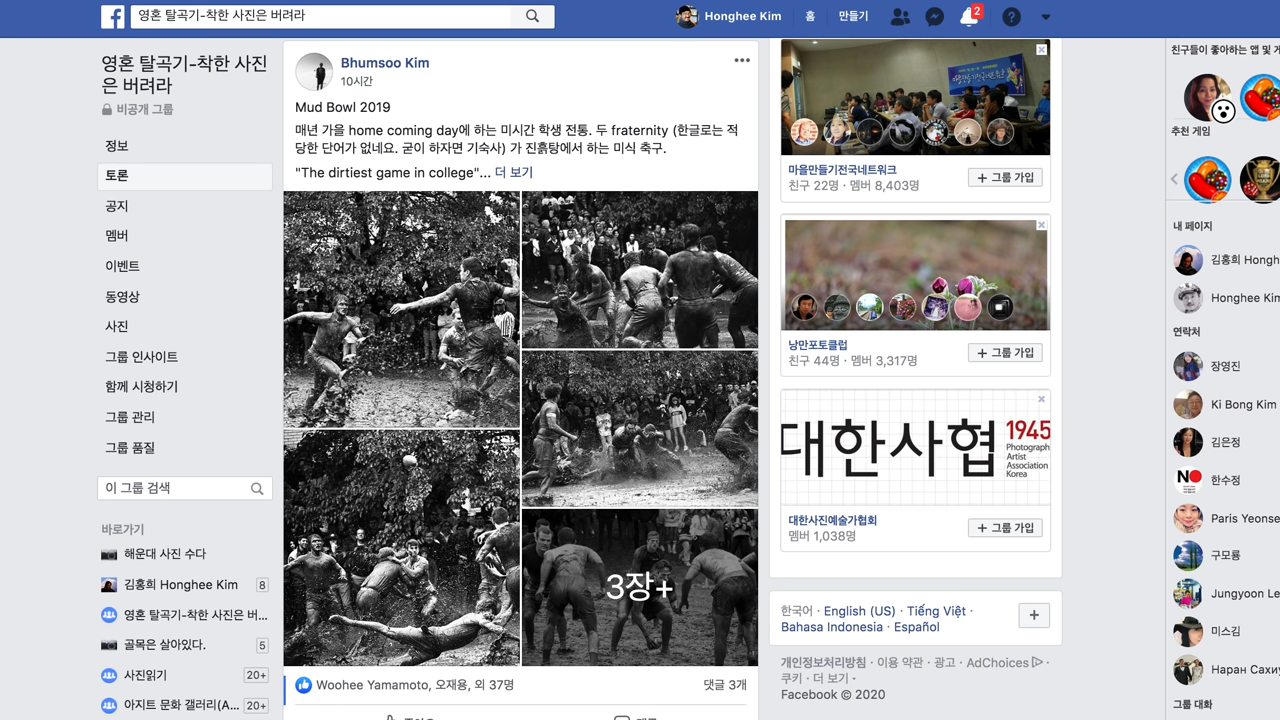 영혼 탈곡기-착한 사진은 버려라
Honghee Kim
홈
만들기
2
영혼 탈곡기-착한 사진
은 버려라
비공개 그룹
정보
토론
공지
멤버
이벤트
동영상
사진
그룹 인사이트
함께 시청하기
그룹 관리
그룹 품질
이 그룹 검색
바로가기
해운대 사진 수다
김홍희 Honghee Kim 8
영혼 탈곡기-착한 사진은 버...
골목은 살아있다. 5
사진읽기 20+
아지트 문화 갤러리(A... 20+
Bhumsoo Kim
10시간
Mud Bowl 2019
매년 가을 home coming day에 하는 미시간 학생 전통. 두 fraternity (한글로는 적
당한 단어가 없네요. 굳이 하자면 기숙사) 가 진흙탕에서 하는 미식 축구.
"The dirtiest game in college"... 더 보기
3장+
Woohee Yamamoto, 오재용, 외 37명
댓글 3개
마을만들기전국네트워크
친구 22명 · 멤버 8,403명
+ 그룹 가입
낭만포토클럽
친구 44명 · 멤버 3,317명
+ 그룹 가입
대한사협 1945
Photograph
Artist
Association
Korea
대한사진예술가협회
멤버 1,038명
+ 그룹 가입
한국어 · English (US) · Tiếng Việt ·
Bahasa Indonesia · Español
개인정보처리방침 · 이용 약관 · 광고 · AdChoices ·
쿠키 · 더 보기
Facebook © 2020
친구들이 좋아하는 앱 및 게
추천 게임
내 페이지
김홍희 Hongh
Honghee Kim
연락처
장영진
Ki Bong Kim
김은정
NO
한수정
Paris Yeonse
구모룡
Jungyoon Le
미스김
Наран Сахиу
그룹 대화